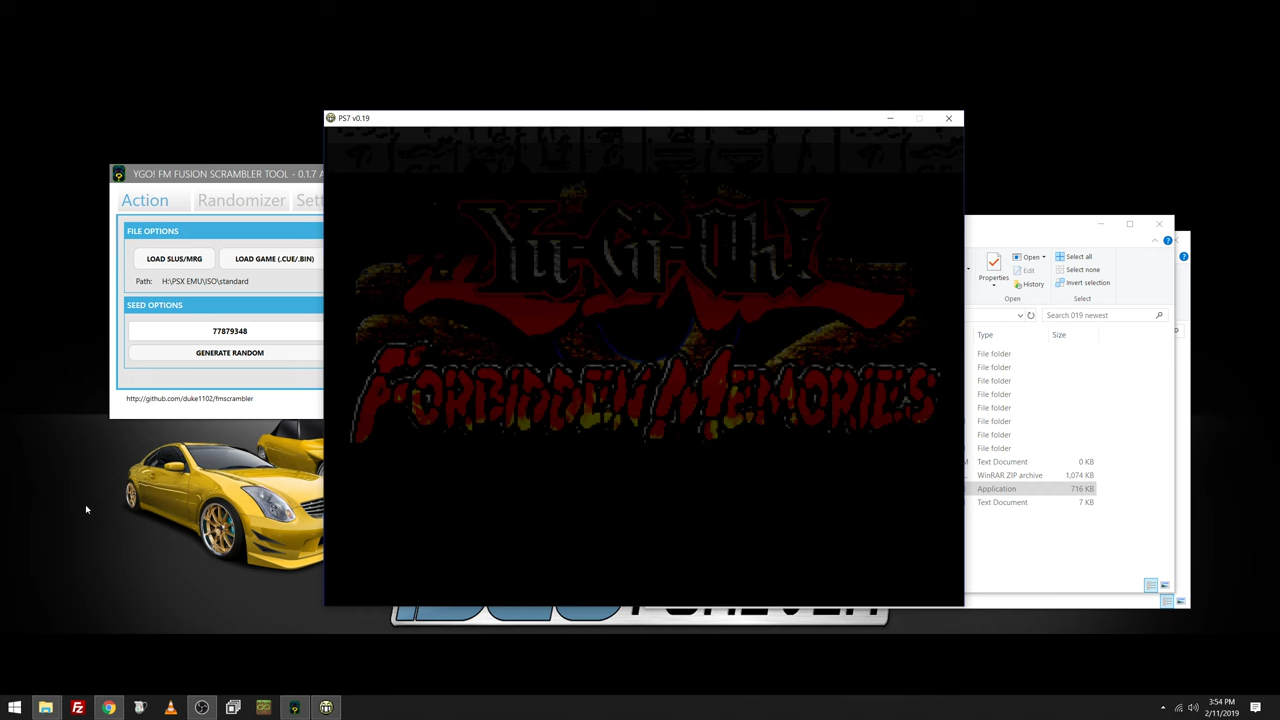 PS7 v0.19
YGO! FM FUSION SCRAMBLER TOOL - 0.1.7 A
Action
Randomizer
Sett
FILE OPTIONS
LOAD SLUS/MRG
LOAD GAME (.CUE/.BIN)
Path: H:\PSX EMU\ISO\standard
SEED OPTIONS
77879348
GENERATE RANDOM
http://github.com/duke1102/fmscrambler
Yu-Gi-Oh!
FORBIDDEN MEMORIES
Properties
Open
Edit
History
Open
Select all
Select none
Invert selection
Select
Search 019 newest
Type
Size
File folder
File folder
File folder
File folder
File folder
File folder
File folder
File folder
Text Document 0 KB
WinRAR ZIP archive 1,074 KB
Application 716 KB
Text Document 7 KB
3:54 PM
2/11/2019